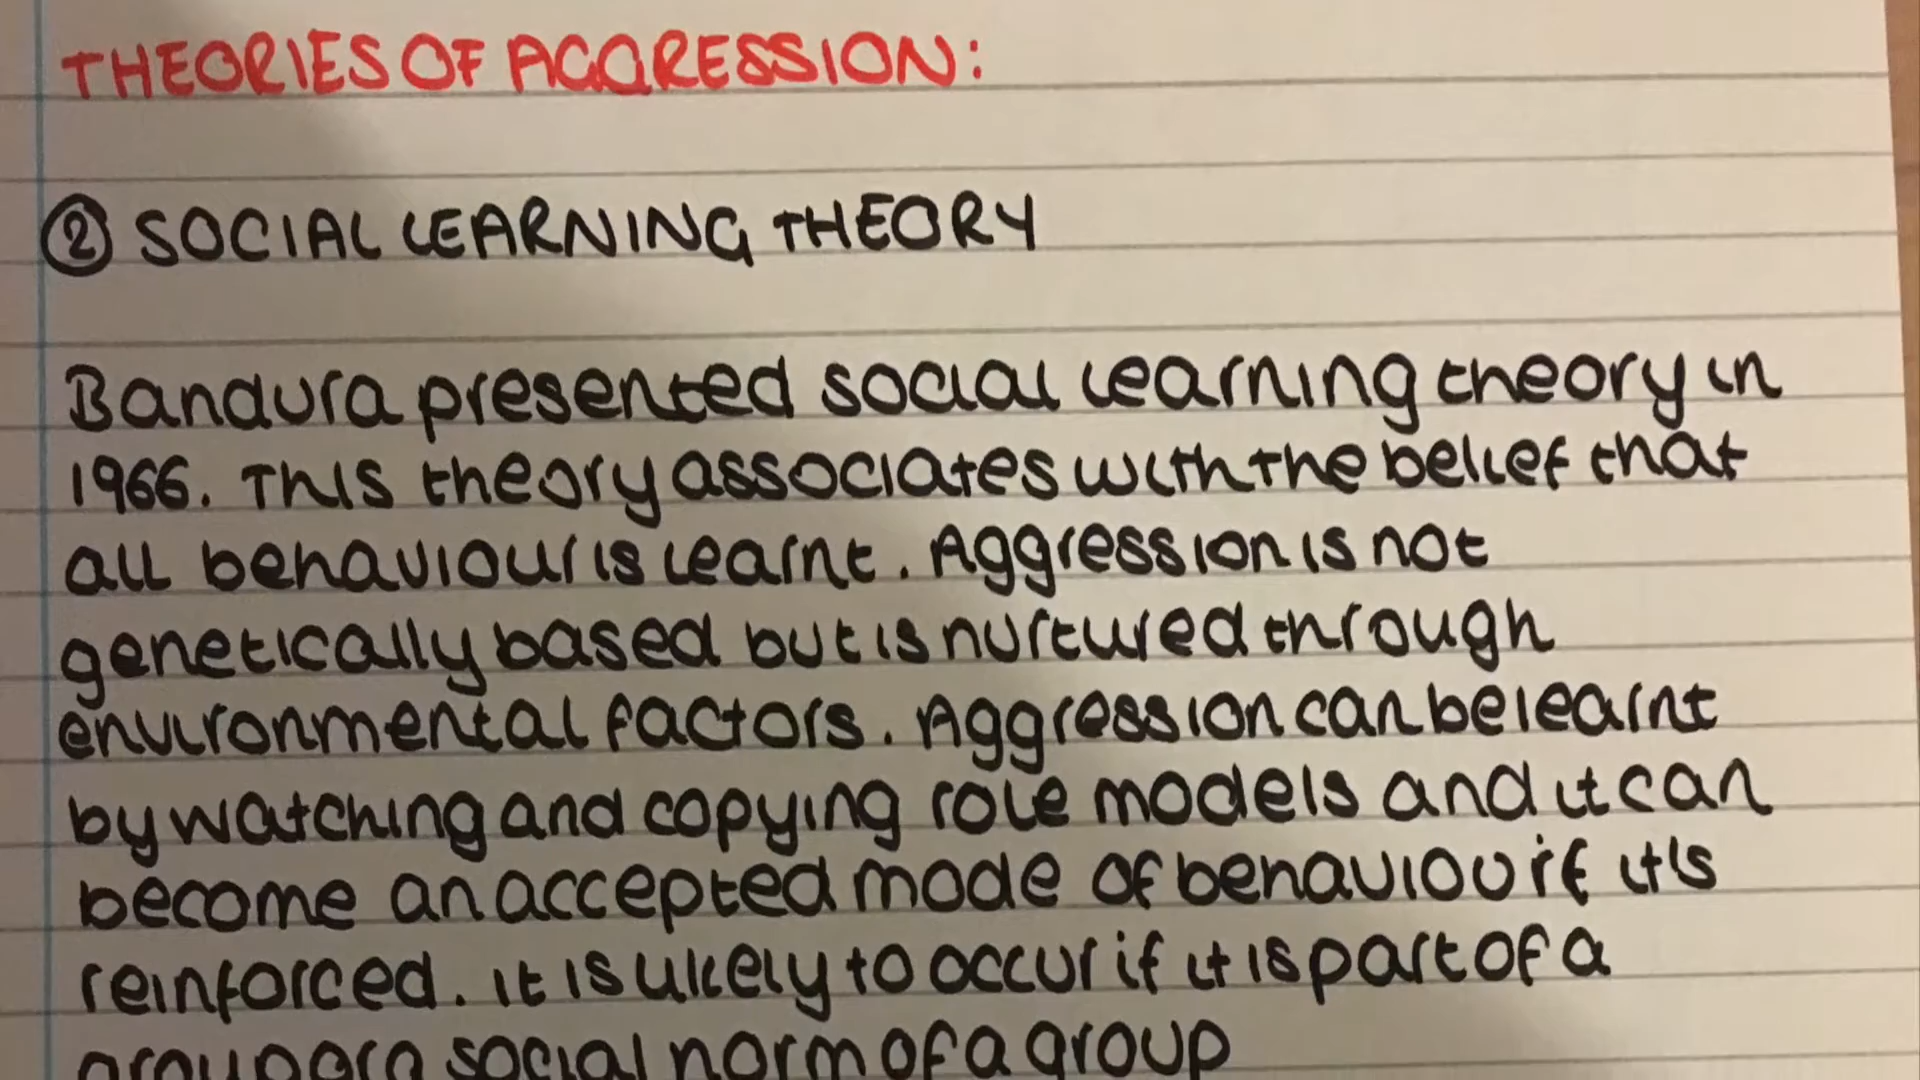 THEORIES OF AGGRESSION:
② SOCIAL LEARNING THEORY
Bandura presented social learning theory in
1966. This theory associates with the belief that
all behaviour is learnt. Aggression is not
genetically based but is nurtured through
environmental factors. Aggression can be learnt
by watching and copying role models and it can
become an accepted mode of behaviour if it's
reinforced. it is likely to occur if it is part of a
group or a social norm of a group